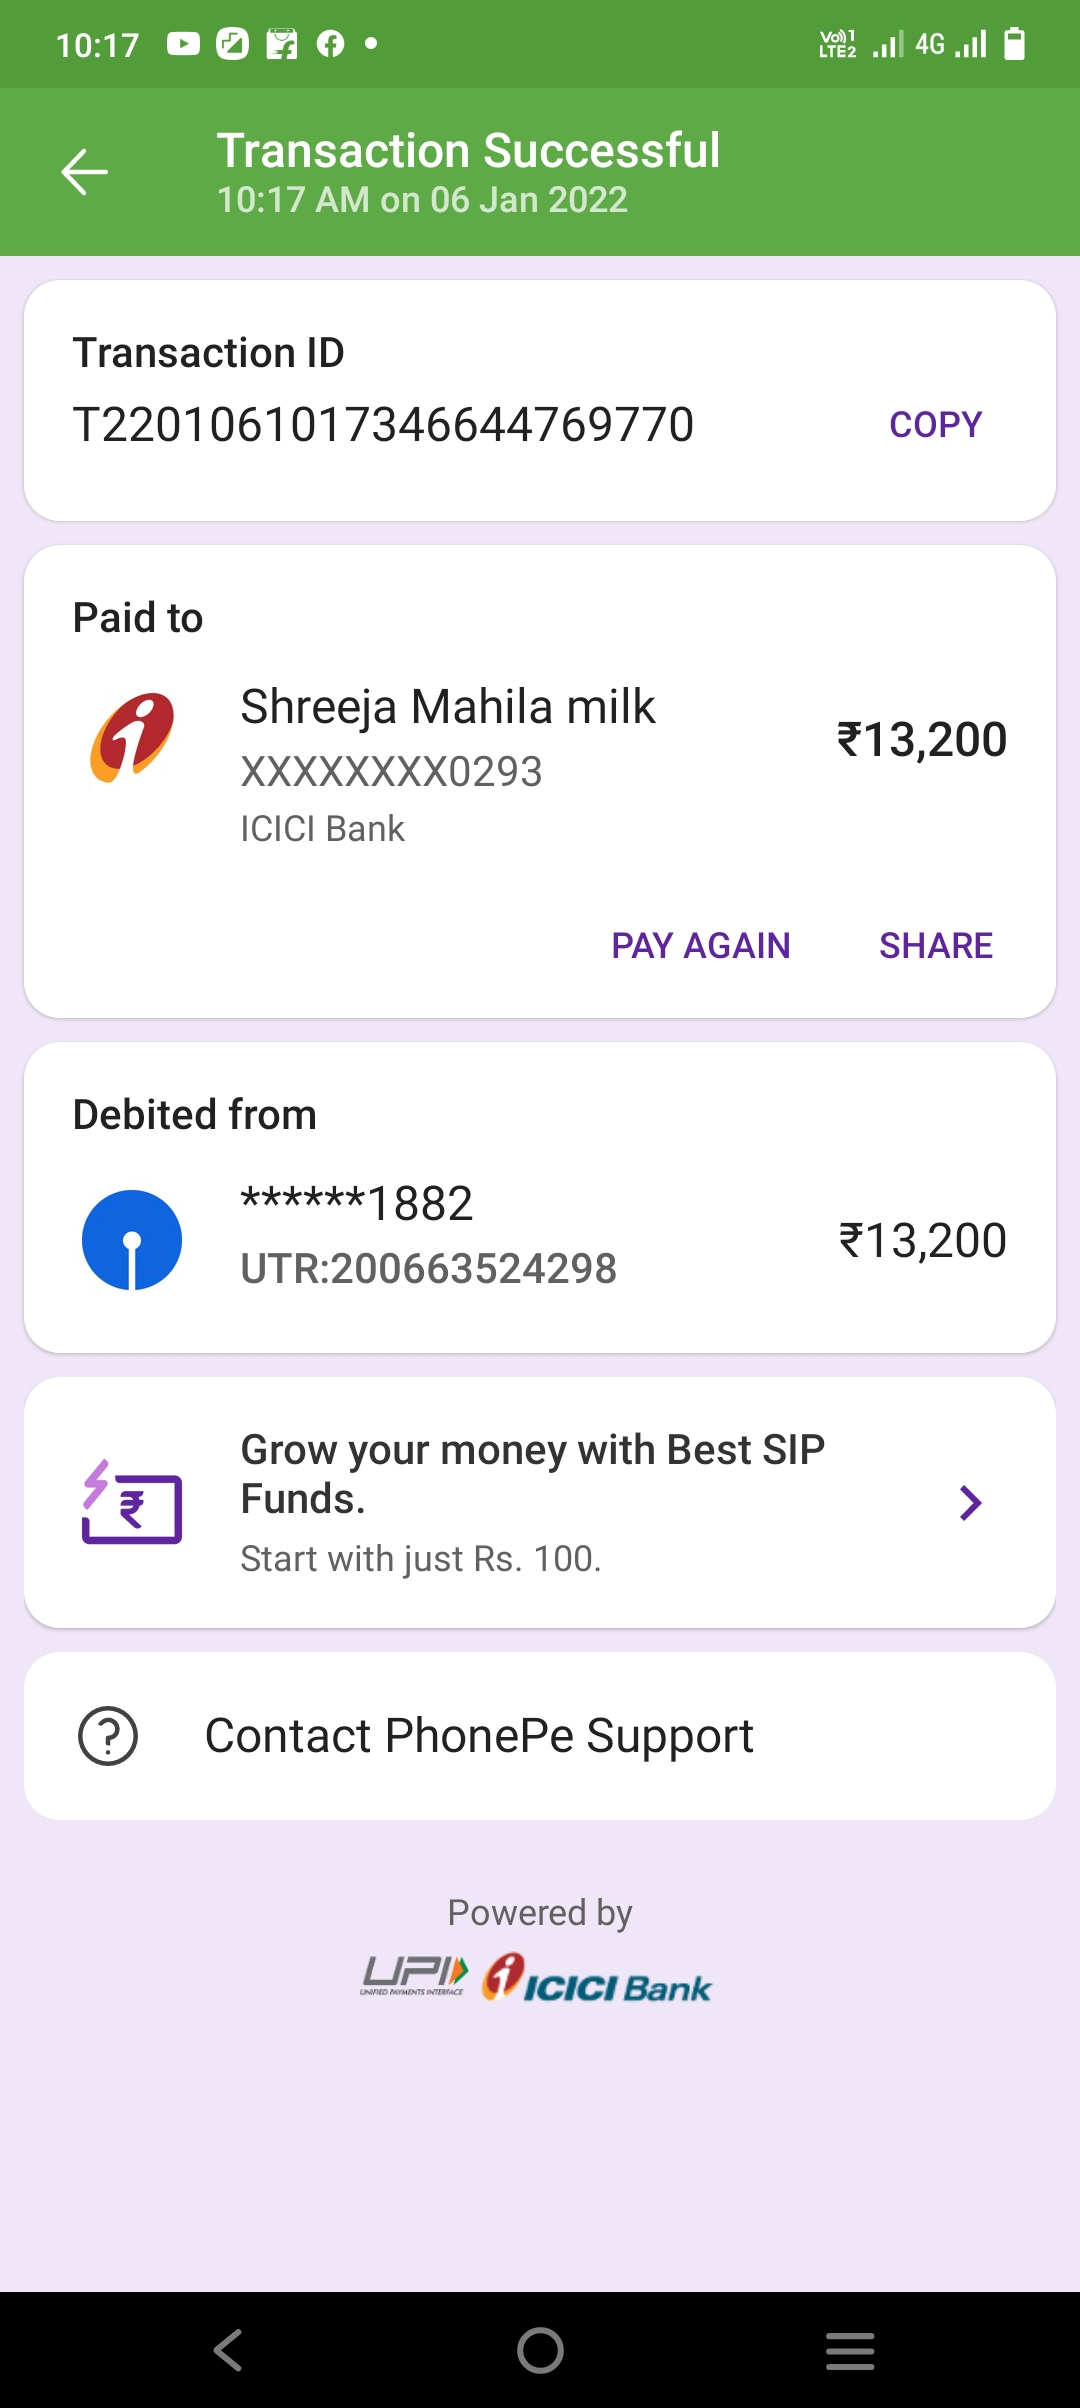 10:17
Vo)) 1
LTE2
4G
Transaction Successful
10:17 AM on 06 Jan 2022
Transaction ID
T2201061017346644769770
COPY
Paid to
Shreeja Mahila milk
₹13,200
XXXXXXXX0293
ICICI Bank
PAY AGAIN
SHARE
Debited from
******1882
₹13,200
UTR:200663524298
Grow your money with Best SIP
Funds.
Start with just Rs. 100.
Contact PhonePe Support
Powered by
UPI
UNIFIED PAYMENTS INTERFACE
ICICI Bank